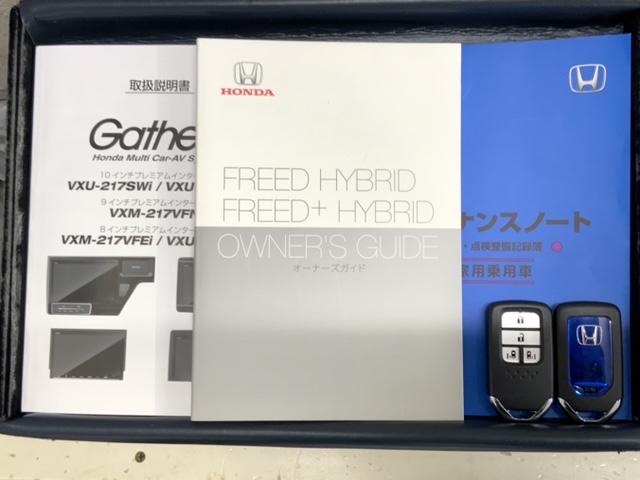 取扱説明書
Gathe
Honda Multi Car-AV S
10インチプレミアムインター
VXU-217SWi / VXU
9インチプレミアムインター
VXM-217VFN
8インチプレミアムインター
VXM-217VFEi / VXU
HONDA
FREED HYBRID
FREED+ HYBRID
OWNER'S GUIDE
オーナーズガイド
ナンスノート
・点検整備記録簿
家用乗用車